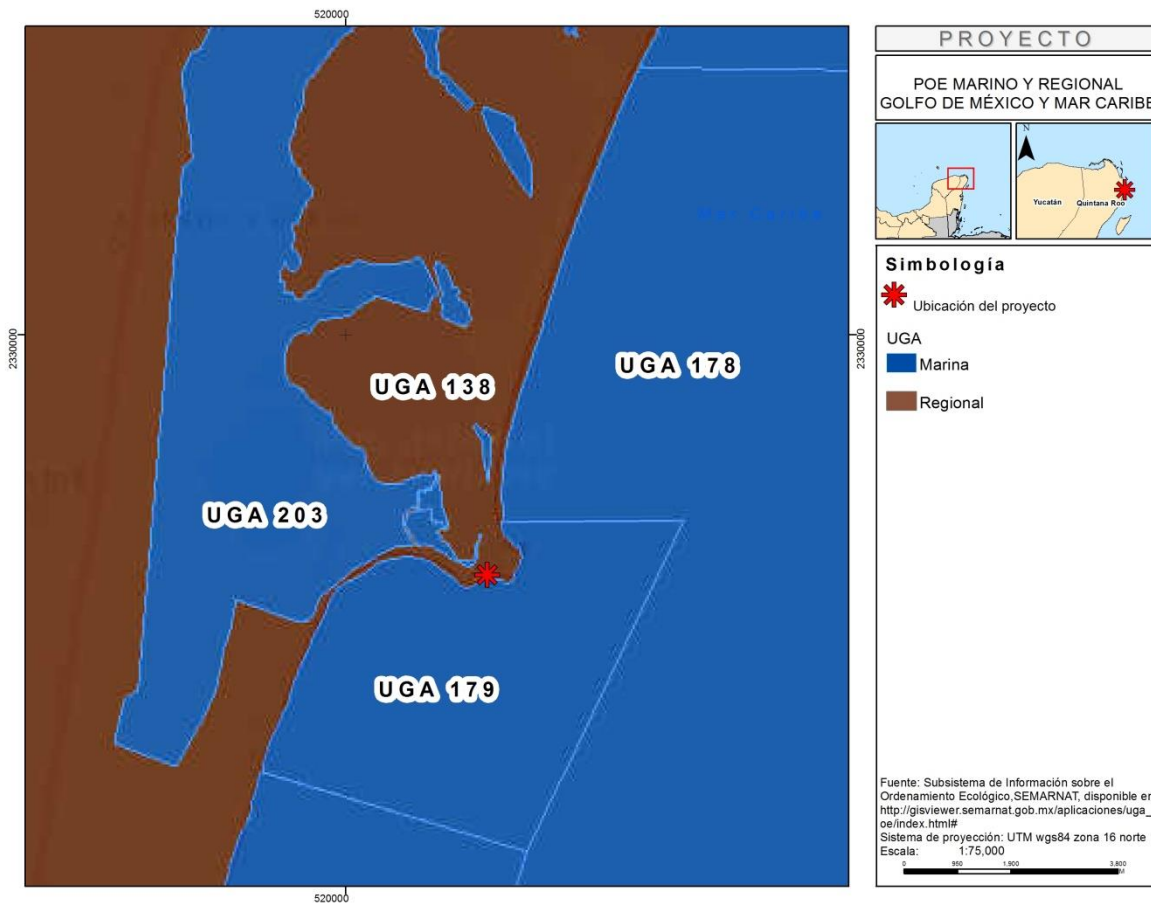 520000
2330000
UGA 138
UGA 178
UGA 203
UGA 179
2330000
520000
PROYECTO
POE MARINO Y REGIONAL
GOLFO DE MÉXICO Y MAR CARIBE
N
Yucatán
Quintana Roo
Simbología
Ubicación del proyecto
UGA
Marina
Regional
Fuente: Subsistema de Información sobre el
Ordenamiento Ecológico,SEMARNAT, disponible en
http://gisviewer.semarnat.gob.mx/aplicaciones/uga_
oe/index.html#
Sistema de proyección: UTM wgs84 zona 16 norte
Escala: 1:75,000
0 950 1,900 3,800
M